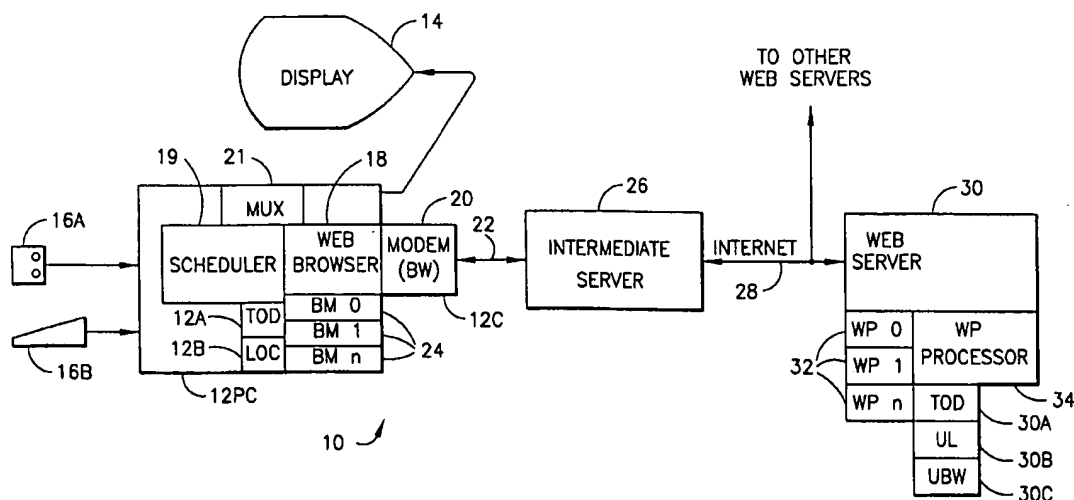 14
DISPLAY
TO OTHER
WEB SERVERS
19
21
18
20
26
30
16A
MUX
22
SCHEDULER
WEB
BROWSER
MODEM
(BW)
INTERMEDIATE
SERVER
INTERNET
28
WEB
SERVER
12A
TOD
BM 0
12C
12B
LOC
BM 1
24
BM n
16B
12PC
WP 0
WP
PROCESSOR
32
WP 1
WP n
34
TOD
30A
UL
30B
UBW
30C
10